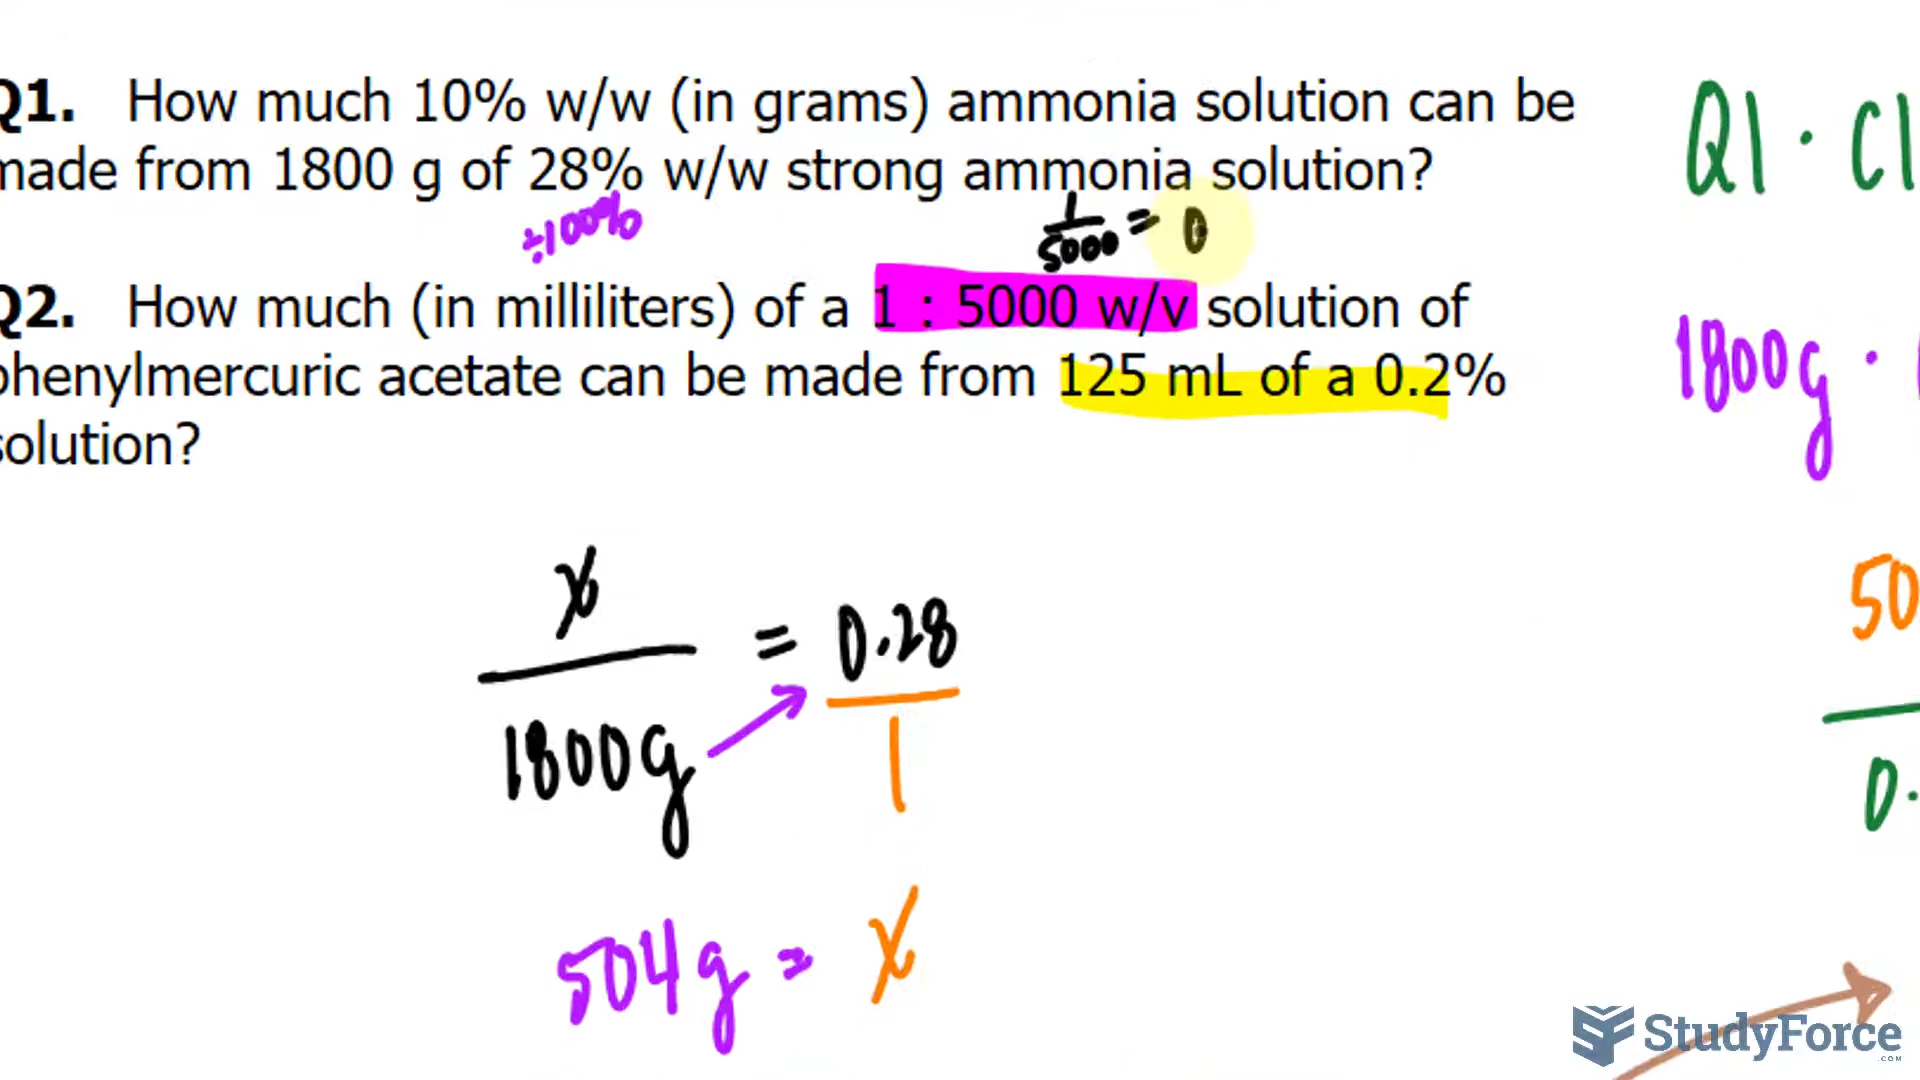 Q1. How much 10% w/w (in grams) ammonia solution can be
made from 1800 g of 28% w/w strong ammonia solution?
÷100%
1/5000 = 0
Q2. How much (in milliliters) of a 1 : 5000 w/v solution of
phenylmercuric acetate can be made from 125 mL of a 0.2%
solution?
x/1800g = 0.28/1
504g = x
Q1 · C1
1800g ·
50
0.
StudyForce
.COM